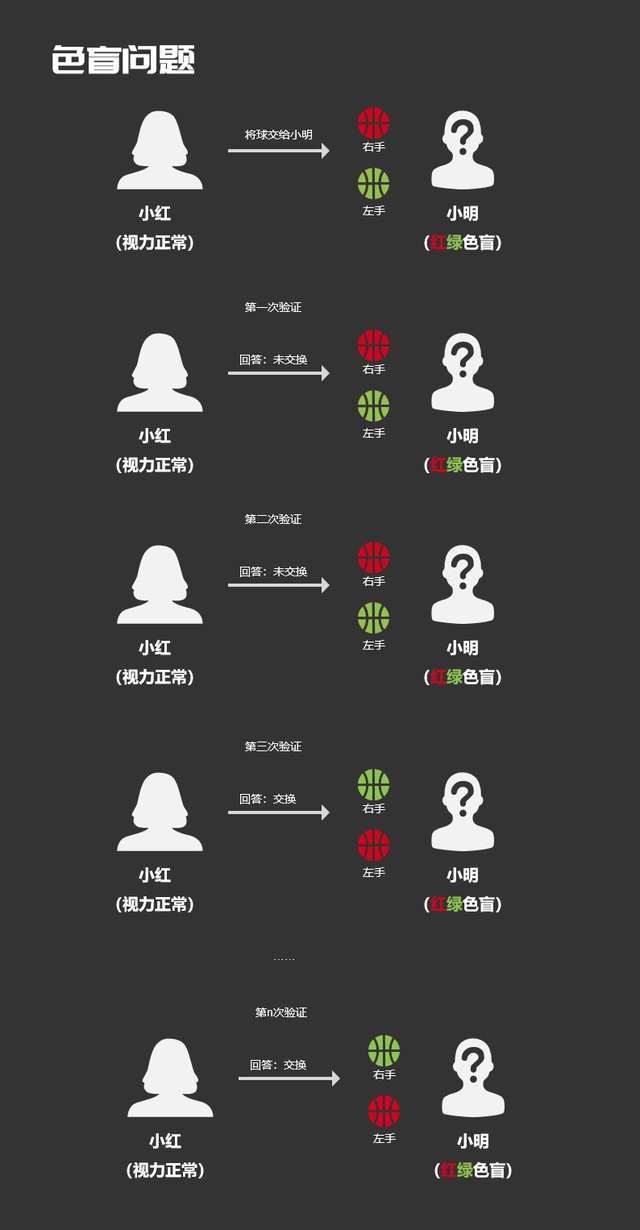 色盲问题
将球交给小明
右手
左手
小红
小明
(视力正常)
(红绿色盲)
第一次验证
回答：未交换
右手
左手
小红
小明
(视力正常)
(红绿色盲)
第二次验证
回答：未交换
右手
左手
小红
小明
(视力正常)
(红绿色盲)
第三次验证
回答：交换
右手
左手
小红
小明
(视力正常)
(红绿色盲)
……
第n次验证
回答：交换
右手
左手
小红
小明
(视力正常)
(红绿色盲)